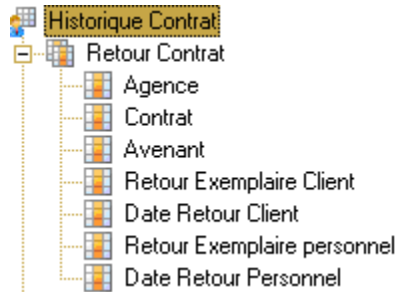 Historique Contrat
Retour Contrat
Agence
Contrat
Avenant
Retour Exemplaire Client
Date Retour Client
Retour Exemplaire personnel
Date Retour Personnel